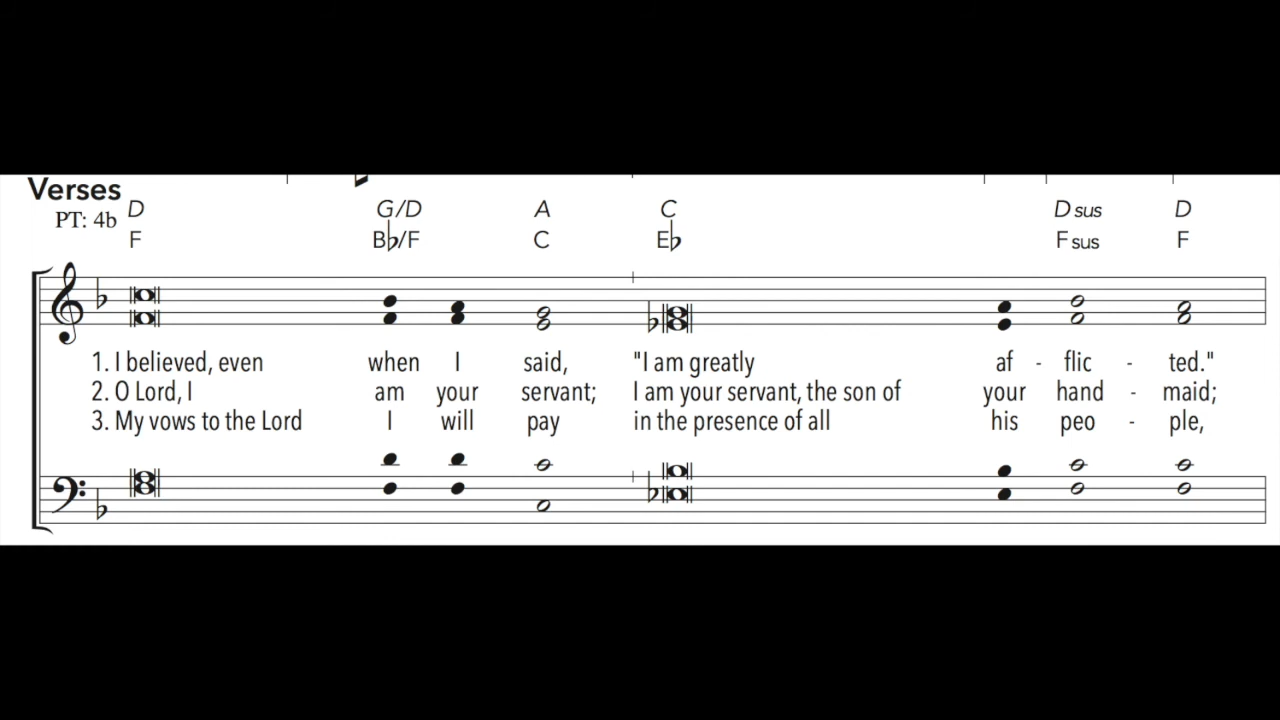 Verses
PT: 4b
D G/D A C D sus D
F B♭/F C E♭ F sus F
1. I believed, even when I said, "I am greatly af - flic - ted."
2. O Lord, I am your servant; I am your servant, the son of your hand - maid;
3. My vows to the Lord I will pay in the presence of all his peo - ple,